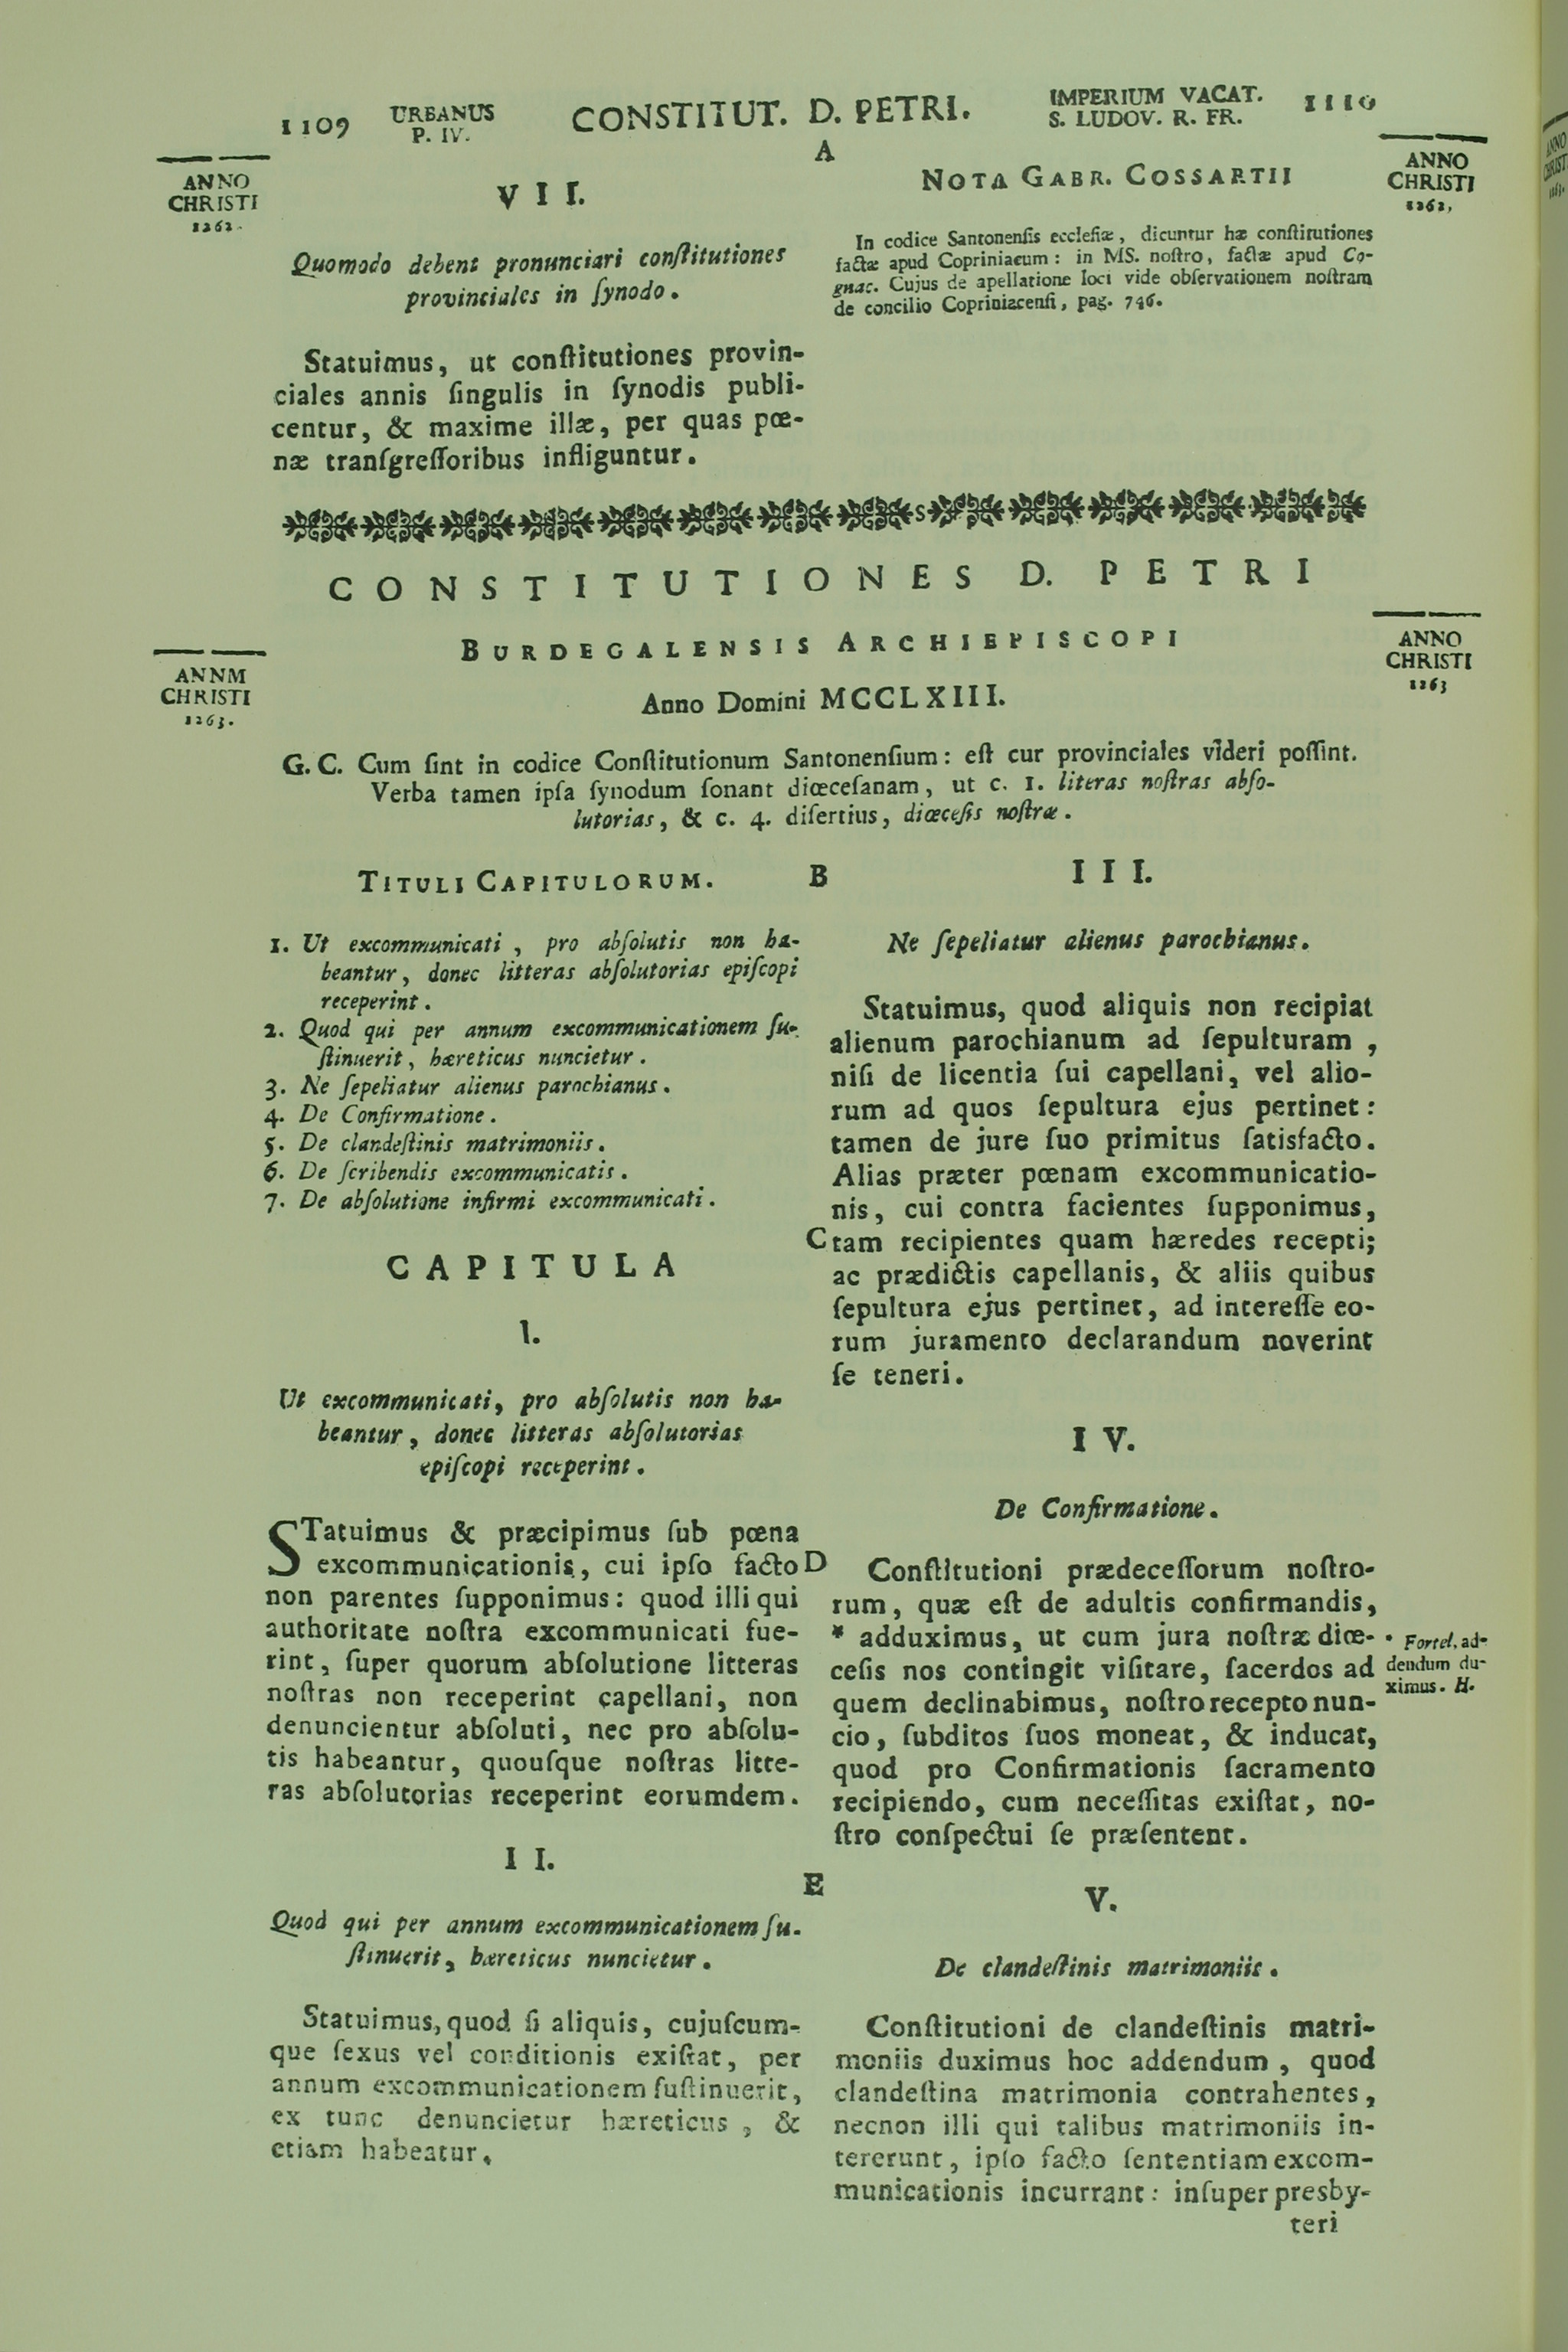 1109
URBANUS
P. IV.
CONSTITUT. D. PETRI.
IMPERIUM VACAT.
S. LUDOV. R. FR.
1110
ANNO
CHRISTI
1262.
VII.
Quomodo debent pronunciari conſtitutiones
provinciales in ſynodo.
Statuimus, ut conſtitutiones provin-
ciales annis ſingulis in ſynodis publi-
centur, & maxime illæ, per quas pœ-
næ tranſgreſſoribus infliguntur.
A
NOTA GABR. COSSARTII
In codice Santonenſis eccleſiæ, dicuntur hæ conſtitutiones
factæ apud Copriniacum: in MS. noſtro, factæ apud Co-
gnac. Cujus de apellatione loci vide obſervationem noſtram
de concilio Copriniacenſi, pag. 746.
ANNO
CHRISTI
1262,
CONSTITUTIONES D. PETRI
BURDEGALENSIS ARCHIEPISCOPI
Anno Domini MCCLXIII.
ANNM
CHRISTI
1263.
ANNO
CHRISTI
1263
G. C. Cum ſint in codice Conſtitutionum Santonenſium: eſt cur provinciales vîderi poſſint.
Verba tamen ipſa ſynodum ſonant diœceſanam, ut c. 1. literas noſtras abſo-
lutorias, & c. 4. diſertius, diœceſis noſtræ.
TITULI CAPITULORUM.
1. Ut excommunicati, pro abſolutis non ha-
beantur, donec litteras abſolutorias epiſcopi
receperint.
2. Quod qui per annum excommunicationem ſu-
ſtinuerit, hæreticus nuncietur.
3. Ne ſepeliatur alienus parochianus.
4. De Confirmatione.
5. De clandeſtinis matrimoniis.
6. De ſcribendis excommunicatis.
7. De abſolutione infirmi excommunicati.
CAPITULA
I.
Ut excommunicati, pro abſolutis non ha-
beantur, donec litteras abſolutorias
epiſcopi receperint.
STatuimus & præcipimus ſub pœna
excommunicationis, cui ipſo facto
non parentes ſupponimus: quod illi qui
authoritate noſtra excommunicati fue-
rint, ſuper quorum abſolutione litteras
noſtras non receperint capellani, non
denuncientur abſoluti, nec pro abſolu-
tis habeantur, quouſque noſtras litte-
ras abſolutorias receperint eorumdem.
II.
Quod qui per annum excommunicationem ſu-
ſtinuerit, hæreticus nuncietur.
Statuimus, quod ſi aliquis, cujuſcum-
que ſexus vel conditionis exiſtat, per
annum excommunicationem ſuſtinuerit,
ex tunc denuncietur hæreticus, &
etiam habeatur.
B
III.
Ne ſepeliatur alienus parochianus.
Statuimus, quod aliquis non recipiat
alienum parochianum ad ſepulturam,
niſi de licentia ſui capellani, vel alio-
rum ad quos ſepultura ejus pertinet:
tamen de jure ſuo primitus ſatisfacto.
Alias præter pœnam excommunicatio-
nis, cui contra facientes ſupponimus,
C tam recipientes quam hæredes recepti;
ac prædictis capellanis, & aliis quibus
ſepultura ejus pertinet, ad intereſſe eo-
rum juramento declarandum noverint
ſe teneri.
IV.
De Confirmatione.
D
Conſtitutioni prædeceſſorum noſtro-
rum, quæ eſt de adultis confirmandis,
* adduximus, ut cum jura noſtræ diœ-
ceſis nos contingit viſitare, ſacerdos ad
quem declinabimus, noſtro recepto nun-
cio, ſubditos ſuos moneat, & inducat,
quod pro Confirmationis ſacramento
recipiendo, cum neceſſitas exiſtat, no-
ſtro conſpectui ſe præſentent.
* Forteſ. ad-
dendum du-
ximus. H.
E
V.
De clandeſtinis matrimoniis.
Conſtitutioni de clandeſtinis matri-
moniis duximus hoc addendum, quod
clandeſtina matrimonia contrahentes,
necnon illi qui talibus matrimoniis in-
tererunt, ipſo facto ſententiam excom-
municationis incurrant: inſuper presby-
teri